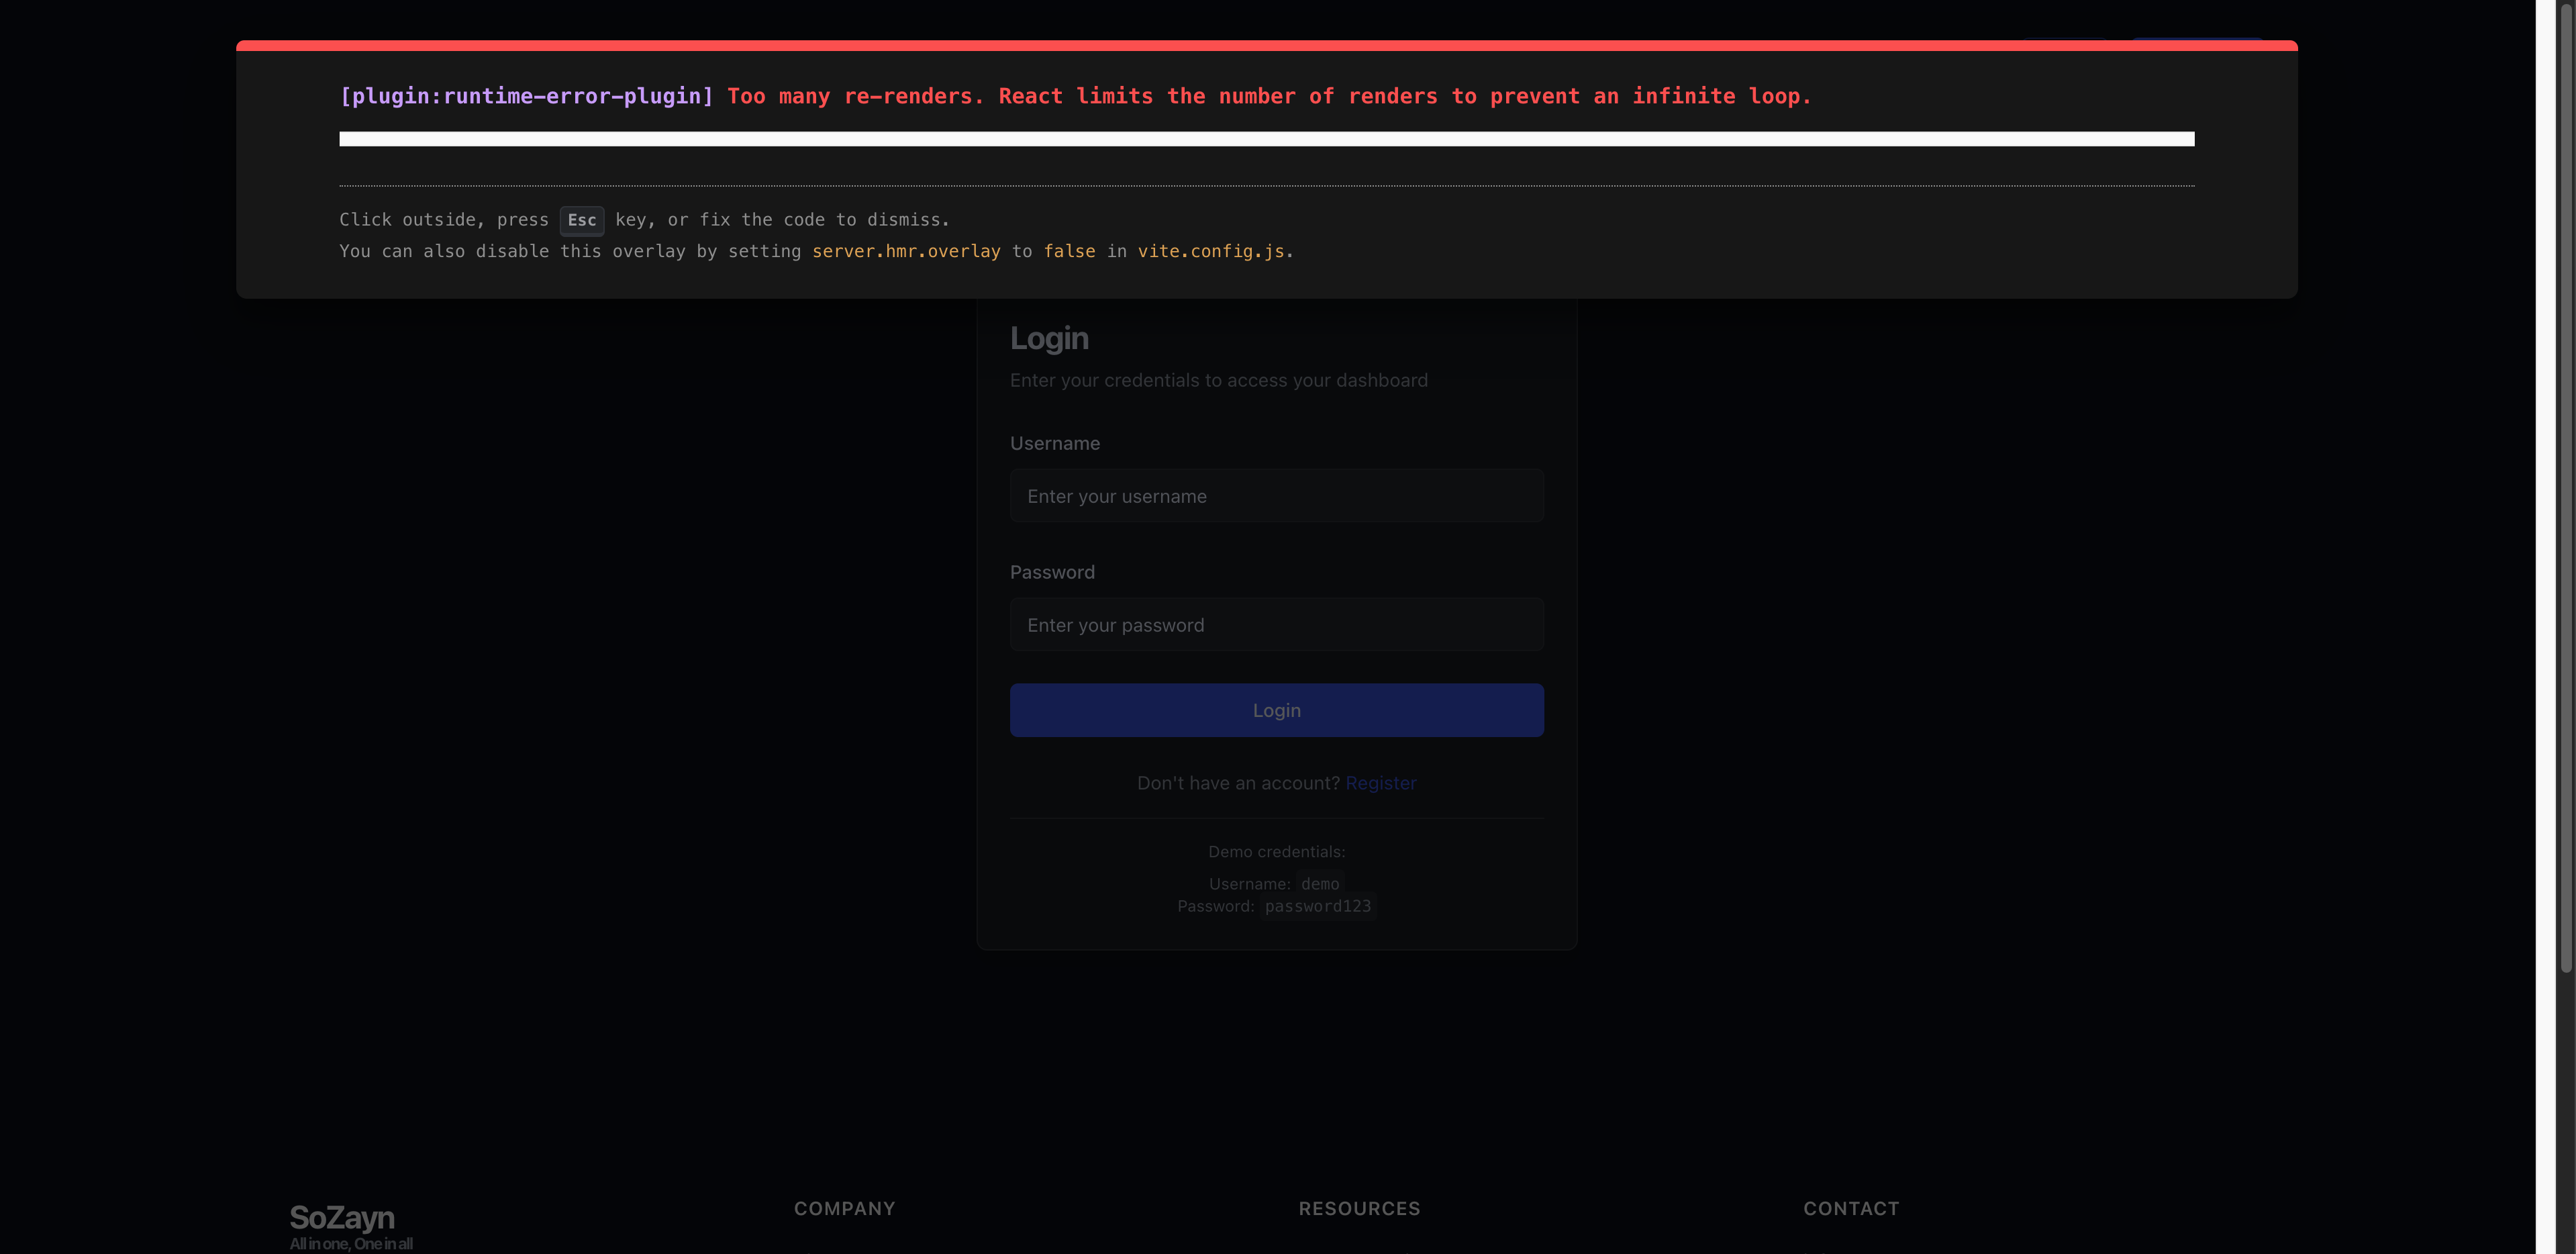 [plugin:runtime-error-plugin] Too many re-renders. React limits the number of renders to prevent an infinite loop.
Click outside, press Esc key, or fix the code to dismiss.
You can also disable this overlay by setting server.hmr.overlay to false in vite.config.js.
Login
Enter your credentials to access your dashboard
Username
Enter your username
Password
Enter your password
Login
Don't have an account? Register
Demo credentials:
Username: demo
Password: password123
SoZayn
All in one, One in all
COMPANY
RESOURCES
CONTACT